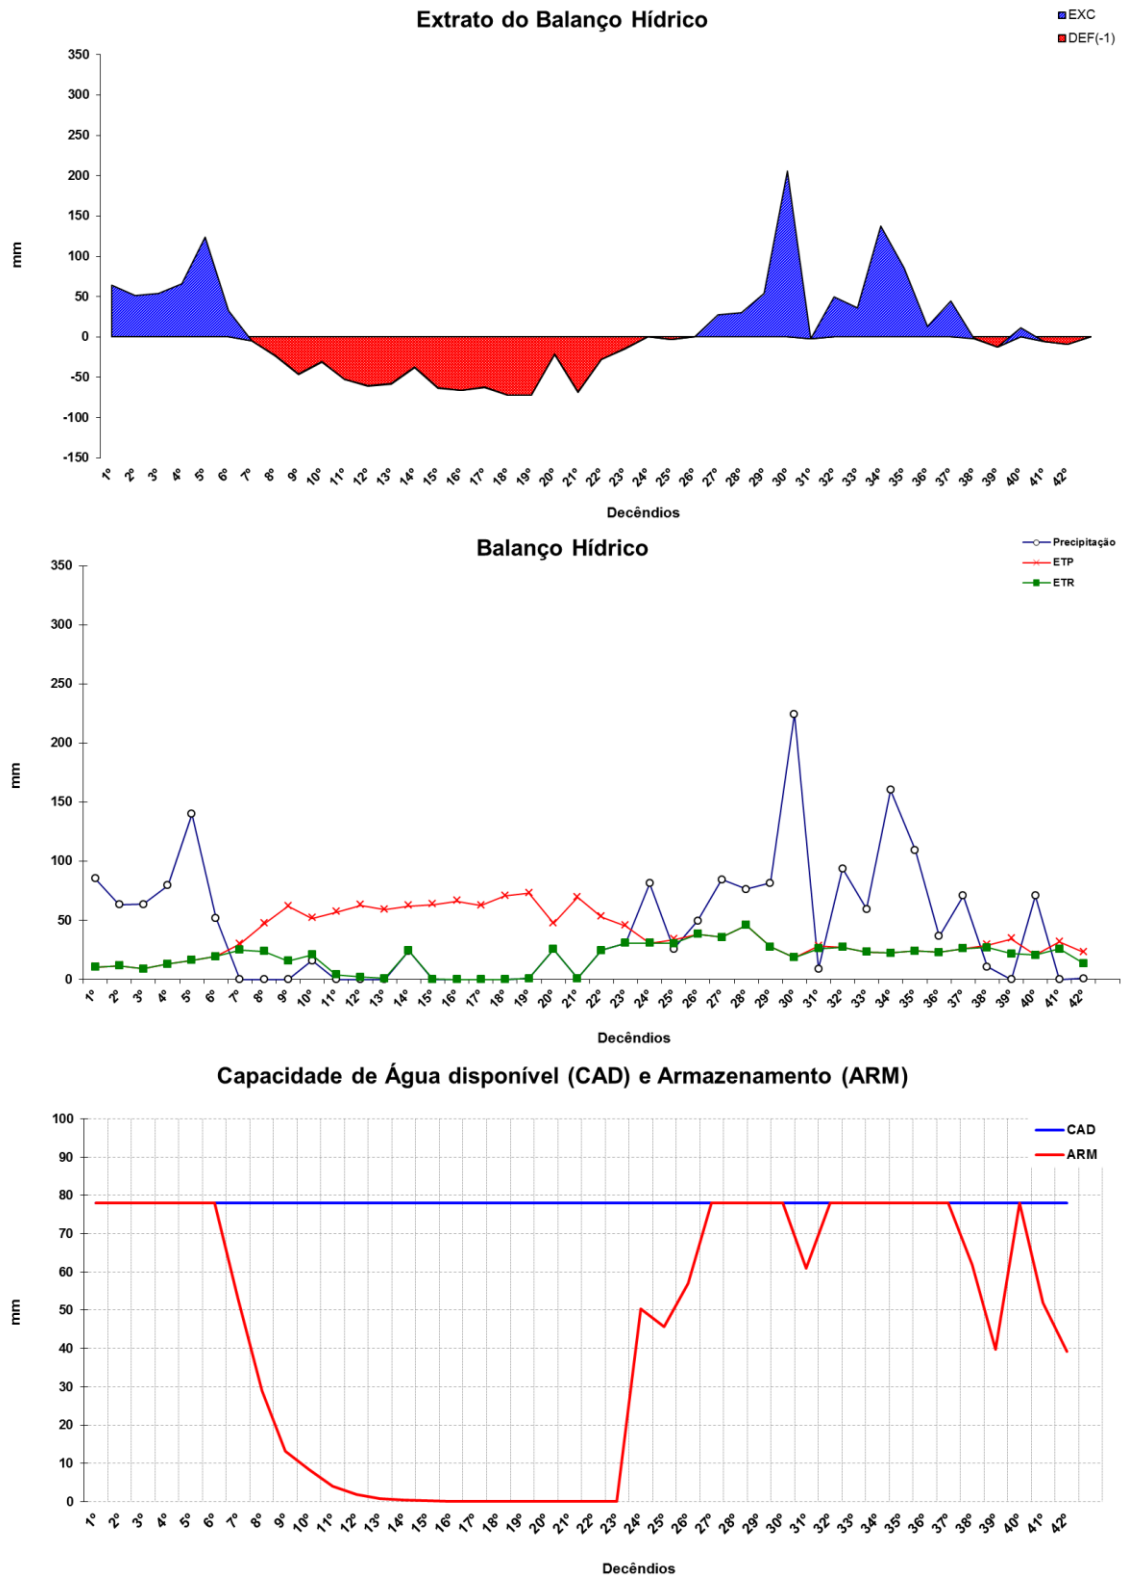 Extrato do Balanço Hídrico
EXC
DEF(-1)
350
300
250
200
150
100
50
0
-50
-100
-150
mm
1º 2º 3º 4º 5º 6º 7º 8º 9º 10º 11º 12º 13º 14º 15º 16º 17º 18º 19º 20º 21º 22º 23º 24º 25º 26º 27º 28º 29º 30º 31º 32º 33º 34º 35º 36º 37º 38º 39º 40º 41º 42º
Decêndios
Balanço Hídrico
Precipitação
ETP
ETR
350
300
250
200
150
100
50
0
mm
1º 2º 3º 4º 5º 6º 7º 8º 9º 10º 11º 12º 13º 14º 15º 16º 17º 18º 19º 20º 21º 22º 23º 24º 25º 26º 27º 28º 29º 30º 31º 32º 33º 34º 35º 36º 37º 38º 39º 40º 41º 42º
Decêndios
Capacidade de Água disponível (CAD) e Armazenamento (ARM)
CAD
ARM
100
90
80
70
60
50
40
30
20
10
0
mm
1º 2º 3º 4º 5º 6º 7º 8º 9º 10º 11º 12º 13º 14º 15º 16º 17º 18º 19º 20º 21º 22º 23º 24º 25º 26º 27º 28º 29º 30º 31º 32º 33º 34º 35º 36º 37º 38º 39º 40º 41º 42º
Decêndios